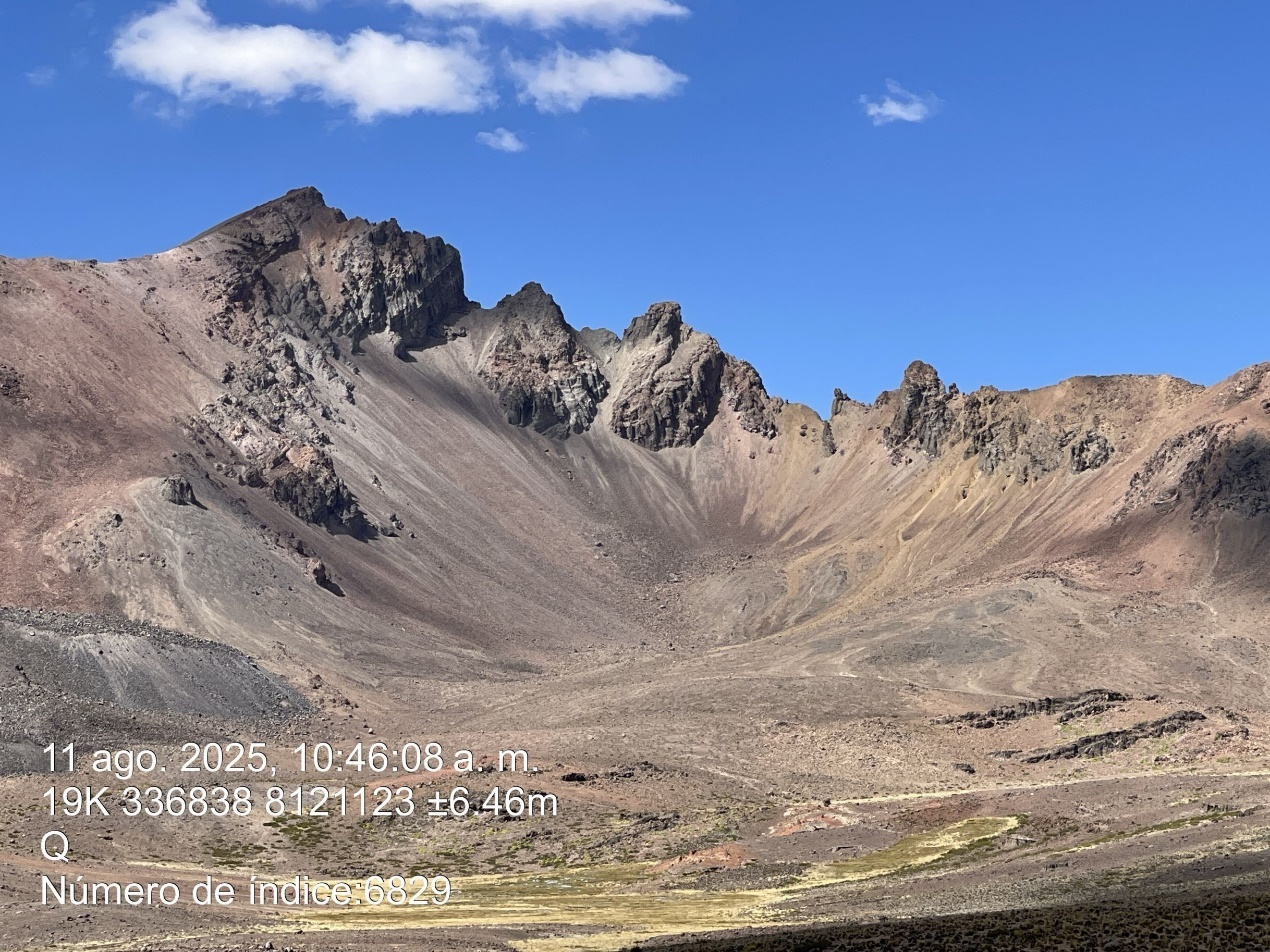 11 ago. 2025, 10:46:08 a. m.
19K 336838 8121123 ±6.46m
Q
Número de índice:6829